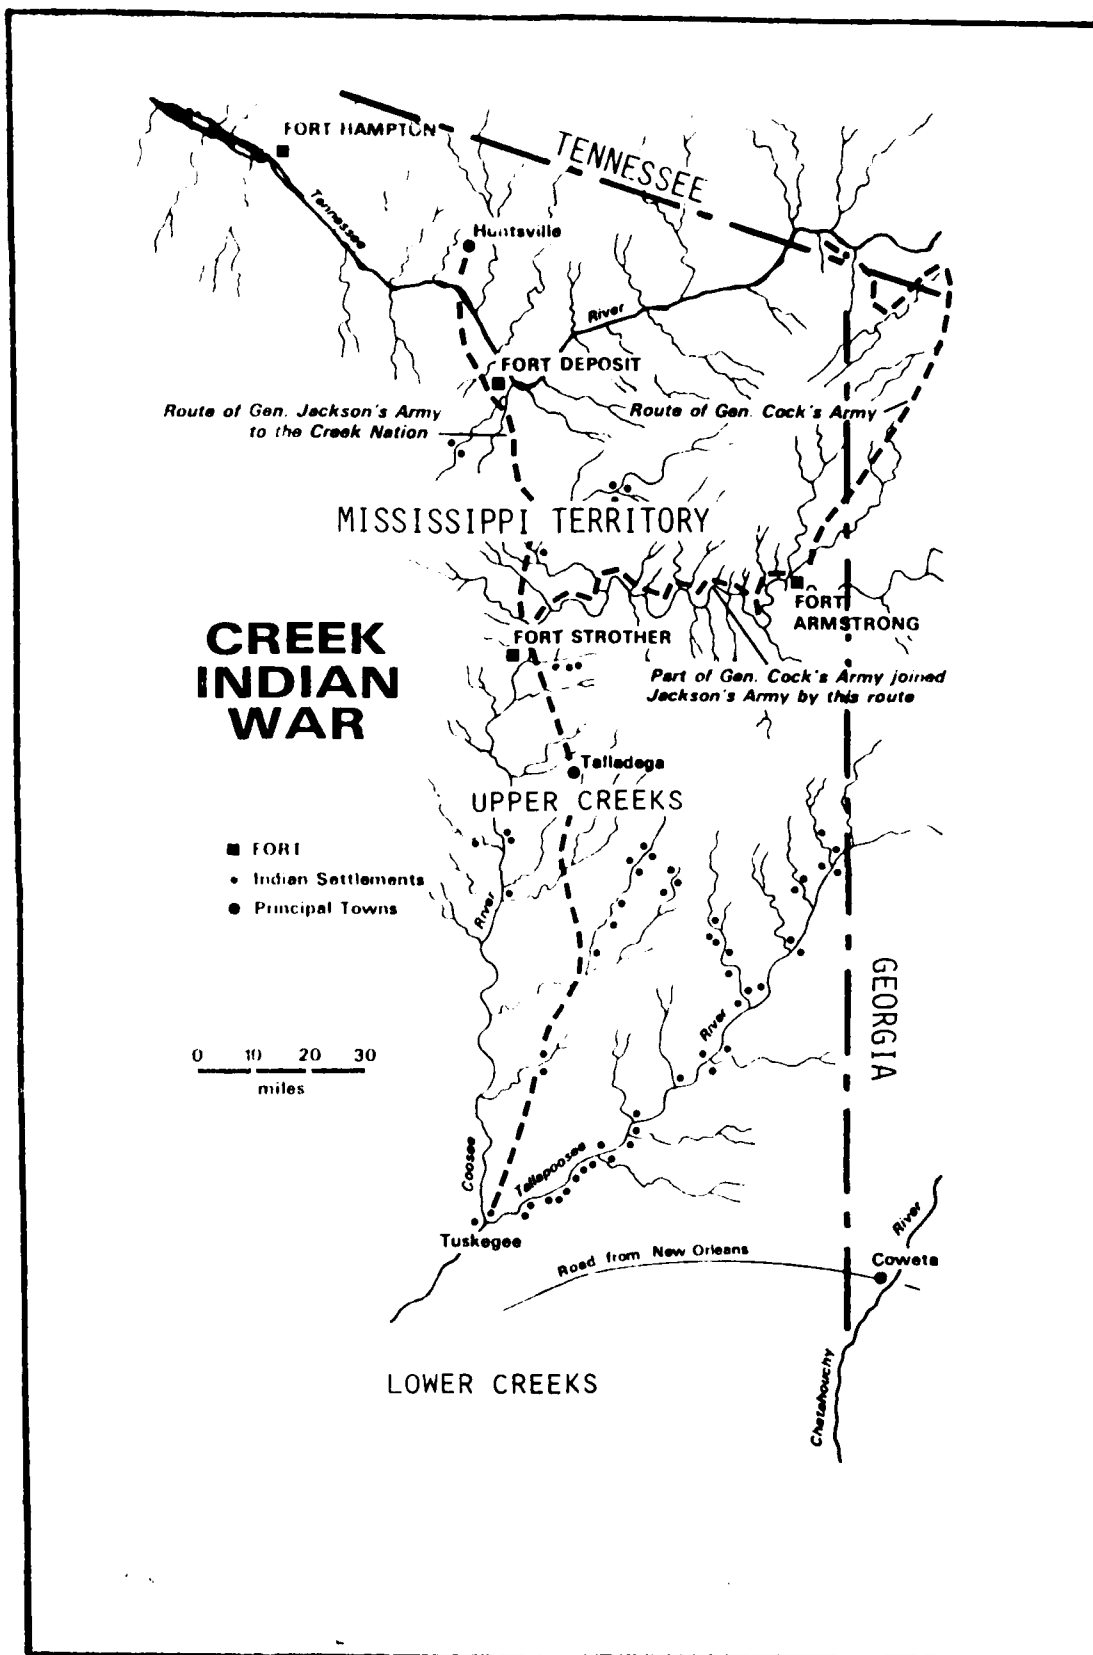 FORT HAMPTON
TENNESSEE
Tennessee
Huntsville
River
FORT DEPOSIT
Route of Gen. Jackson's Army
to the Creek Nation
Route of Gen. Cock's Army
MISSISSIPPI TERRITORY
FORT
ARMSTRONG
CREEK
INDIAN
WAR
FORT STROTHER
Part of Gen. Cock's Army joined
Jackson's Army by this route
Talladega
UPPER CREEKS
FORT
Indian Settlements
Principal Towns
River
GEORGIA
River
0 10 20 30
miles
Coosee
Tallapoosee
Tuskegee
Road from New Orleans
River
Coweta
LOWER CREEKS
Chatahouchy